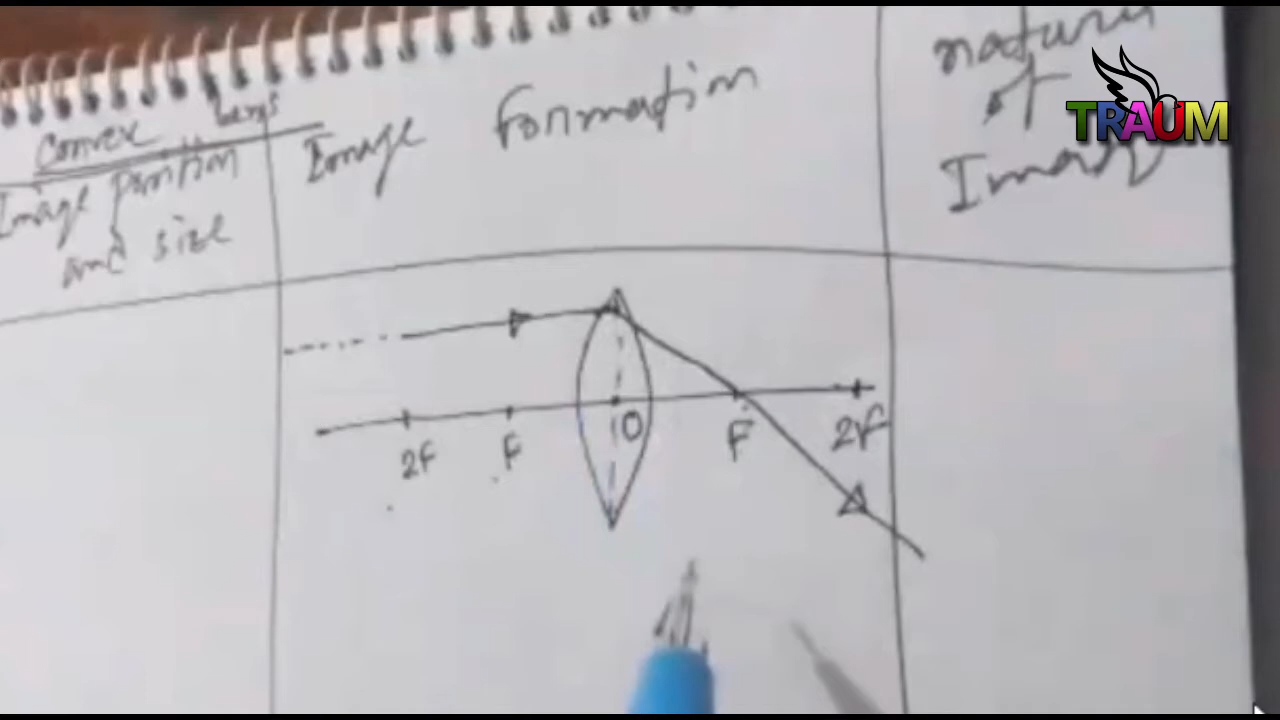 Convex lens
Image position
and size
Image Formation
nature
of
Image
TRAUM
2F
F
O
F
2F